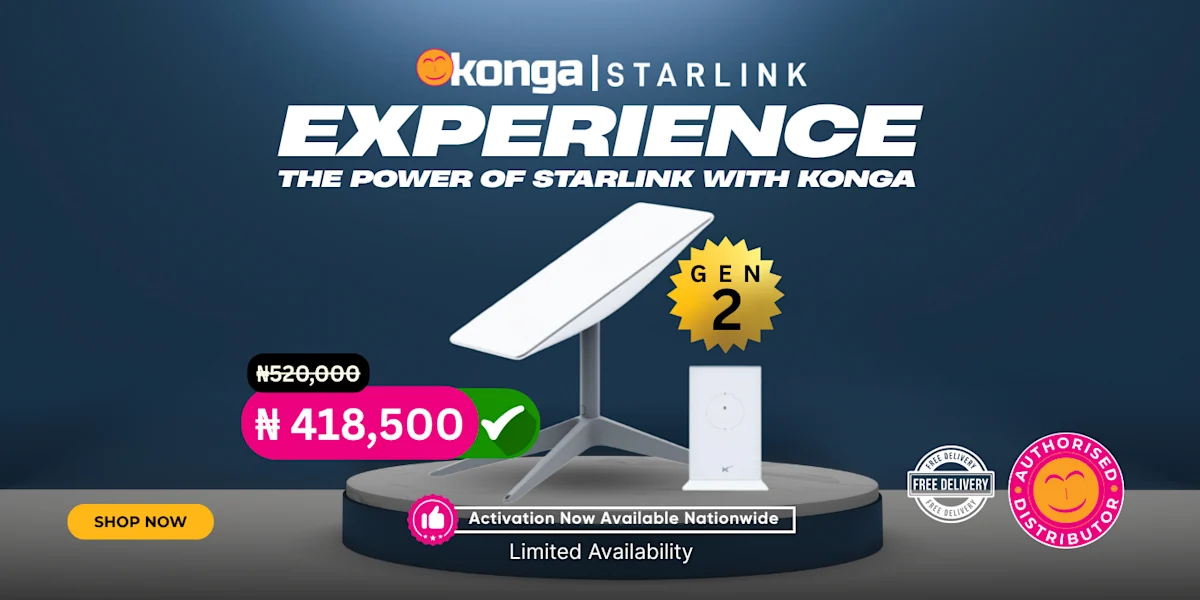 konga | STARLINK
EXPERIENCE
THE POWER OF STARLINK WITH KONGA
GEN
2
₦520,000
₦ 418,500
SHOP NOW
Activation Now Available Nationwide
Limited Availability
FREE DELIVERY
FREE DELIVERY
FREE DELIVERY
AUTHORISED
DISTRIBUTOR